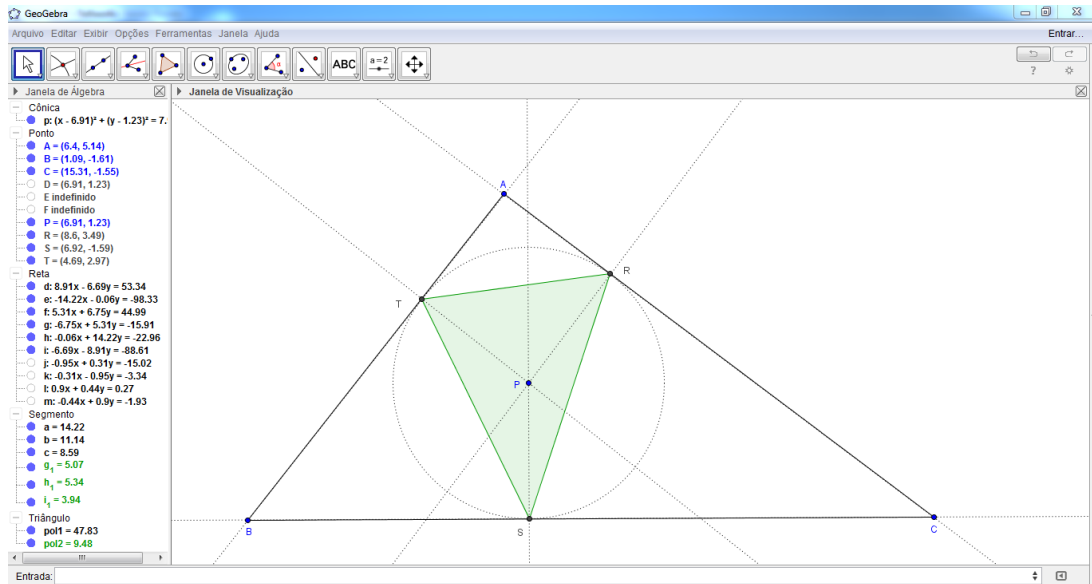 GeoGebra
Arquivo Editar Exibir Opções Ferramentas Janela Ajuda
Entrar...
ABC
a=2
?
Janela de Álgebra
Janela de Visualização
Cônica
p: (x - 6.91)² + (y - 1.23)² = 7.
Ponto
A = (6.4, 5.14)
B = (1.09, -1.61)
C = (15.31, -1.55)
D = (6.91, 1.23)
E indefinido
F indefinido
P = (6.91, 1.23)
R = (8.6, 3.49)
S = (6.92, -1.59)
T = (4.69, 2.97)
Reta
d: 8.91x - 6.69y = 53.34
e: -14.22x - 0.06y = -98.33
f: 5.31x + 6.75y = 44.99
g: -6.75x + 5.31y = -15.91
h: -0.06x + 14.22y = -22.96
i: -6.69x - 8.91y = -88.61
j: -0.95x + 0.31y = -15.02
k: -0.31x - 0.95y = -3.34
l: 0.9x + 0.44y = 0.27
m: -0.44x + 0.9y = -1.93
Segmento
a = 14.22
b = 11.14
c = 8.59
g₁ = 5.07
h₁ = 5.34
i₁ = 3.94
Triângulo
pol1 = 47.83
pol2 = 9.48
A
R
T
P
B
S
C
Entrada: